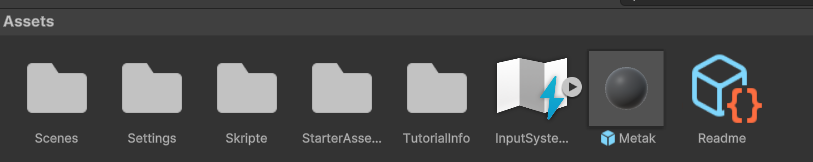 Assets
Scenes
Settings
Skripte
StarterAsse...
TutorialInfo
InputSyste...
Metak
Readme